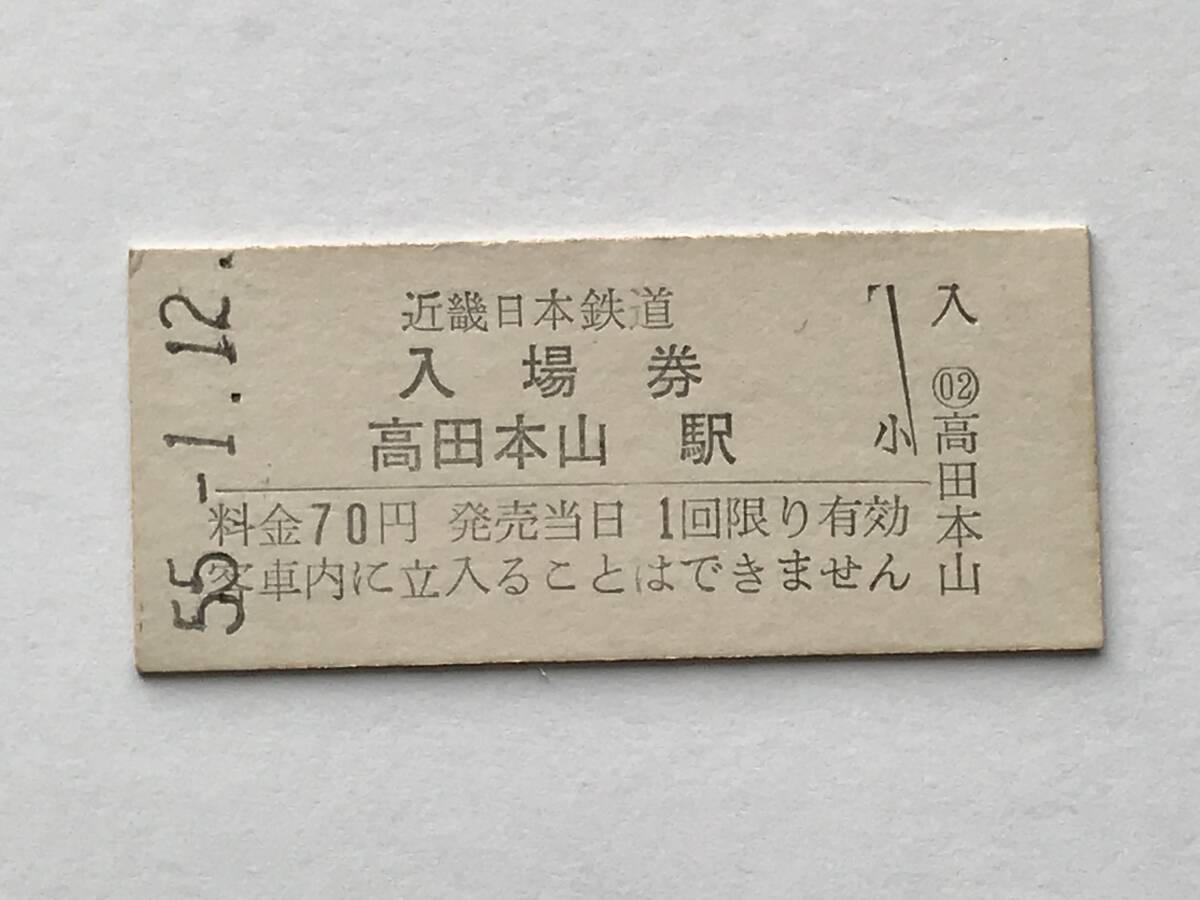 55.-1.12.
近畿日本鉄道
入場券
高田本山 駅
料金70円 発売当日 1回限り有効
客車内に立入ることはできません
小
入
02
高田本山